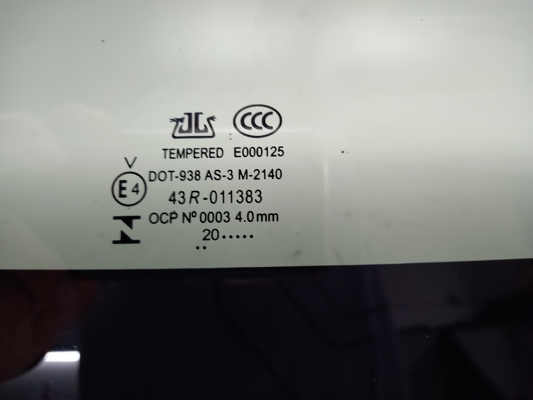 CCC
TEMPERED E000125
V
DOT-938 AS-3 M-2140
E4
43R-011383
OCP Nº 0003 4.0mm
20.....
..